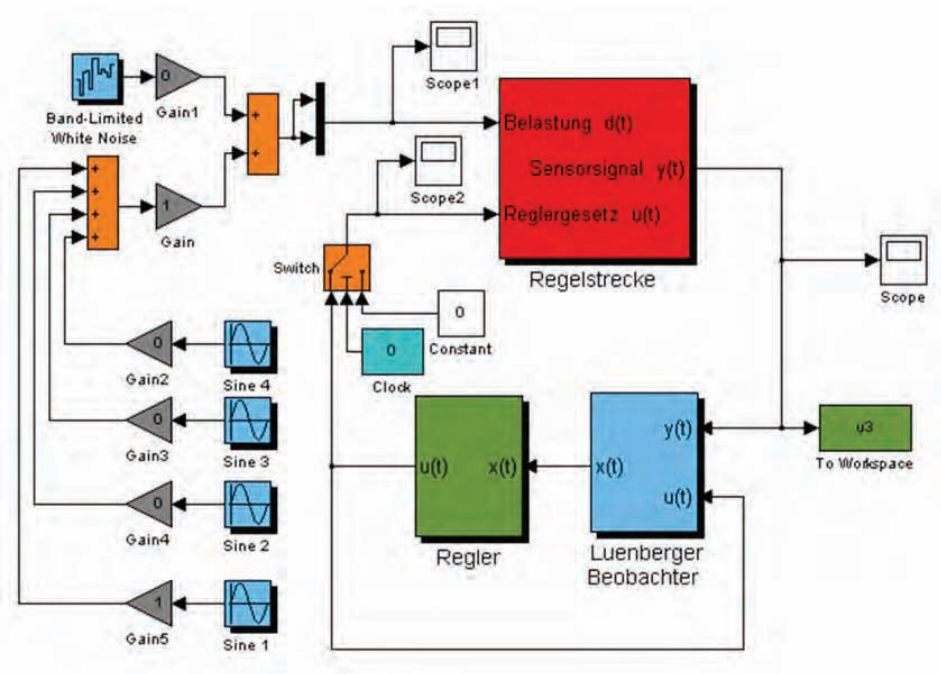 0
Gain1
Band-Limited
White Noise
+
+
Scope1
Belastung d(t)
Sensorsignal y(t)
Reglergesetz u(t)
Regelstrecke
Scope2
+
+
+
+
1
Gain
Switch
Scope
0
Constant
0
Clock
0
Gain2
Sine 4
0
Gain3
Sine 3
0
Gain4
Sine 2
1
Gain5
Sine 1
u(t)
x(t)
Regler
y(t)
x(t)
u(t)
Luenberger
Beobachter
u3
To Workspace